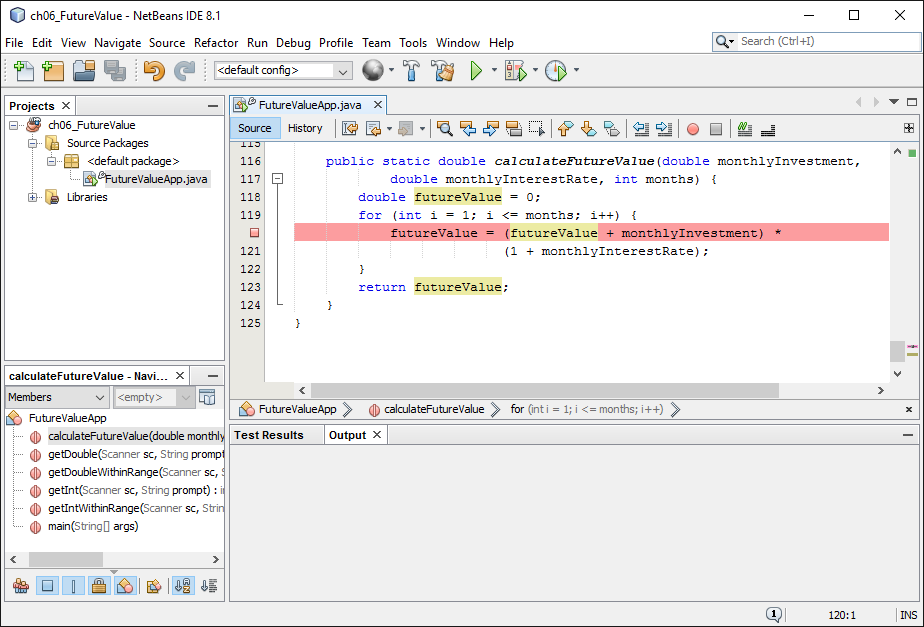 ch06_FutureValue - NetBeans IDE 8.1
File Edit View Navigate Source Refactor Run Debug Profile Team Tools Window Help
Search (Ctrl+I)
<default config>
Projects
ch06_FutureValue
Source Packages
<default package>
FutureValueApp.java
Libraries
calculateFutureValue - Navi...
Members
<empty>
FutureValueApp
calculateFutureValue(double monthly
getDouble(Scanner sc, String prompt
getDoubleWithinRange(Scanner sc, S
getInt(Scanner sc, String prompt) : in
getIntWithinRange(Scanner sc, Strin
main(String[] args)
FutureValueApp.java
Source History
115
116 public static double calculateFutureValue(double monthlyInvestment,
117 double monthlyInterestRate, int months) {
118 double futureValue = 0;
119 for (int i = 1; i <= months; i++) {
futureValue = (futureValue + monthlyInvestment) *
121 (1 + monthlyInterestRate);
122 }
123 return futureValue;
124 }
125 }
FutureValueApp calculateFutureValue for (int i = 1; i <= months; i++)
Test Results Output
1 120:1 INS